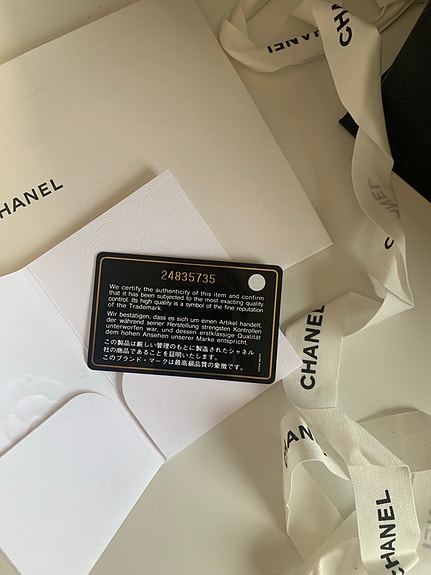 CHANEL
CHANEL
HANEL
24835735
We certify the authenticity of this item and confirm
that it has been subjected to the most exacting quality
control. Its high quality is a symbol of the fine reputation
of the Trademark.
Wir bestätigen, dass es sich um einen Artikel handelt,
der während seiner Herstellung strengsten Kontrollen
unterworfen war, und dessen erstklassige Qualität
dem hohen Ansehen unserer Marke entspricht.
この製品は厳しい管理のもとに製造されたシャネル
社の商品であることを証明いたします。
このブランド・マークは最高級品質の象徴です。
CHANEL
CHANEL
CHAN
CHANEL